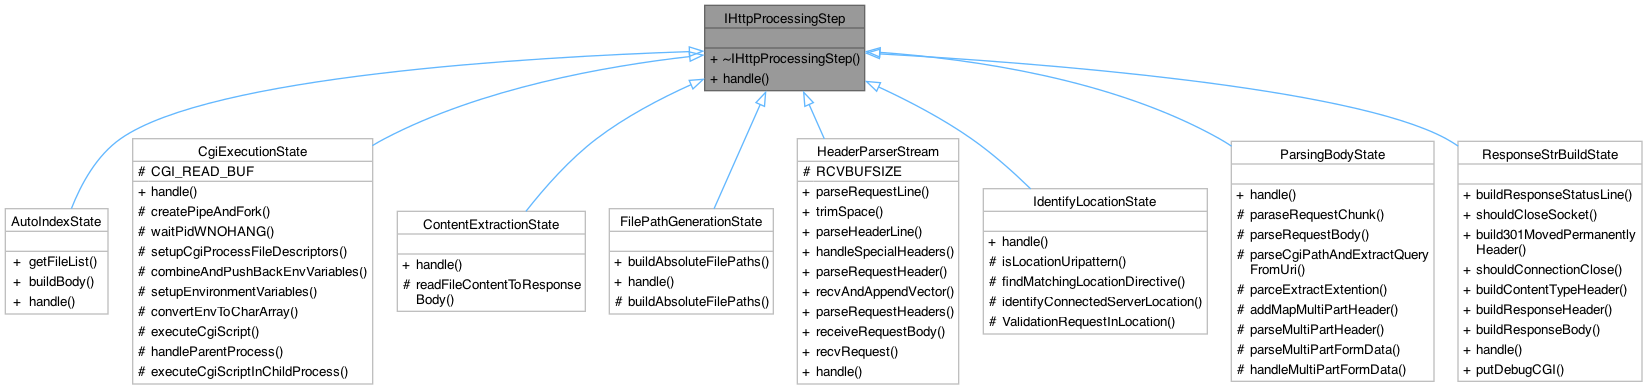 IHttpProcessingStep
+ ~IHttpProcessingStep()
+ handle()
AutoIndexState
+ getFileList()
+ buildBody()
+ handle()
CgiExecutionState
# CGI_READ_BUF
+ handle()
# createPipeAndFork()
# waitPidWNOHANG()
# setupCgiProcessFileDescriptors()
# combineAndPushBackEnvVariables()
# setupEnvironmentVariables()
# convertEnvToCharArray()
# executeCgiScript()
# handleParentProcess()
# executeCgiScriptInChildProcess()
ContentExtractionState
+ handle()
# readFileContentToResponse
Body()
FilePathGenerationState
+ buildAbsoluteFilePaths()
+ handle()
# buildAbsoluteFilePaths()
HeaderParserStream
# RCVBUFSIZE
+ parseRequestLine()
+ trimSpace()
+ parseHeaderLine()
+ handleSpecialHeaders()
+ parseRequestHeader()
+ recvAndAppendVector()
+ parseRequestHeaders()
+ receiveRequestBody()
+ recvRequest()
+ handle()
IdentifyLocationState
+ handle()
# isLocationUripattern()
# findMatchingLocationDirective()
# identifyConnectedServerLocation()
# ValidationRequestInLocation()
ParsingBodyState
+ handle()
# paraseRequestChunk()
# parseRequestBody()
# parseCgiPathAndExtractQuery
FromUri()
# parceExtractExtention()
# addMapMultiPartHeader()
# parseMultiPartHeader()
# parseMultiPartFormData()
# handleMultiPartFormData()
ResponseStrBuildState
+ buildResponseStatusLine()
+ shouldCloseSocket()
+ build301MovedPermanently
Header()
+ shouldConnectionClose()
+ buildContentTypeHeader()
+ buildResponseHeader()
+ buildResponseBody()
+ handle()
+ putDebugCGI()